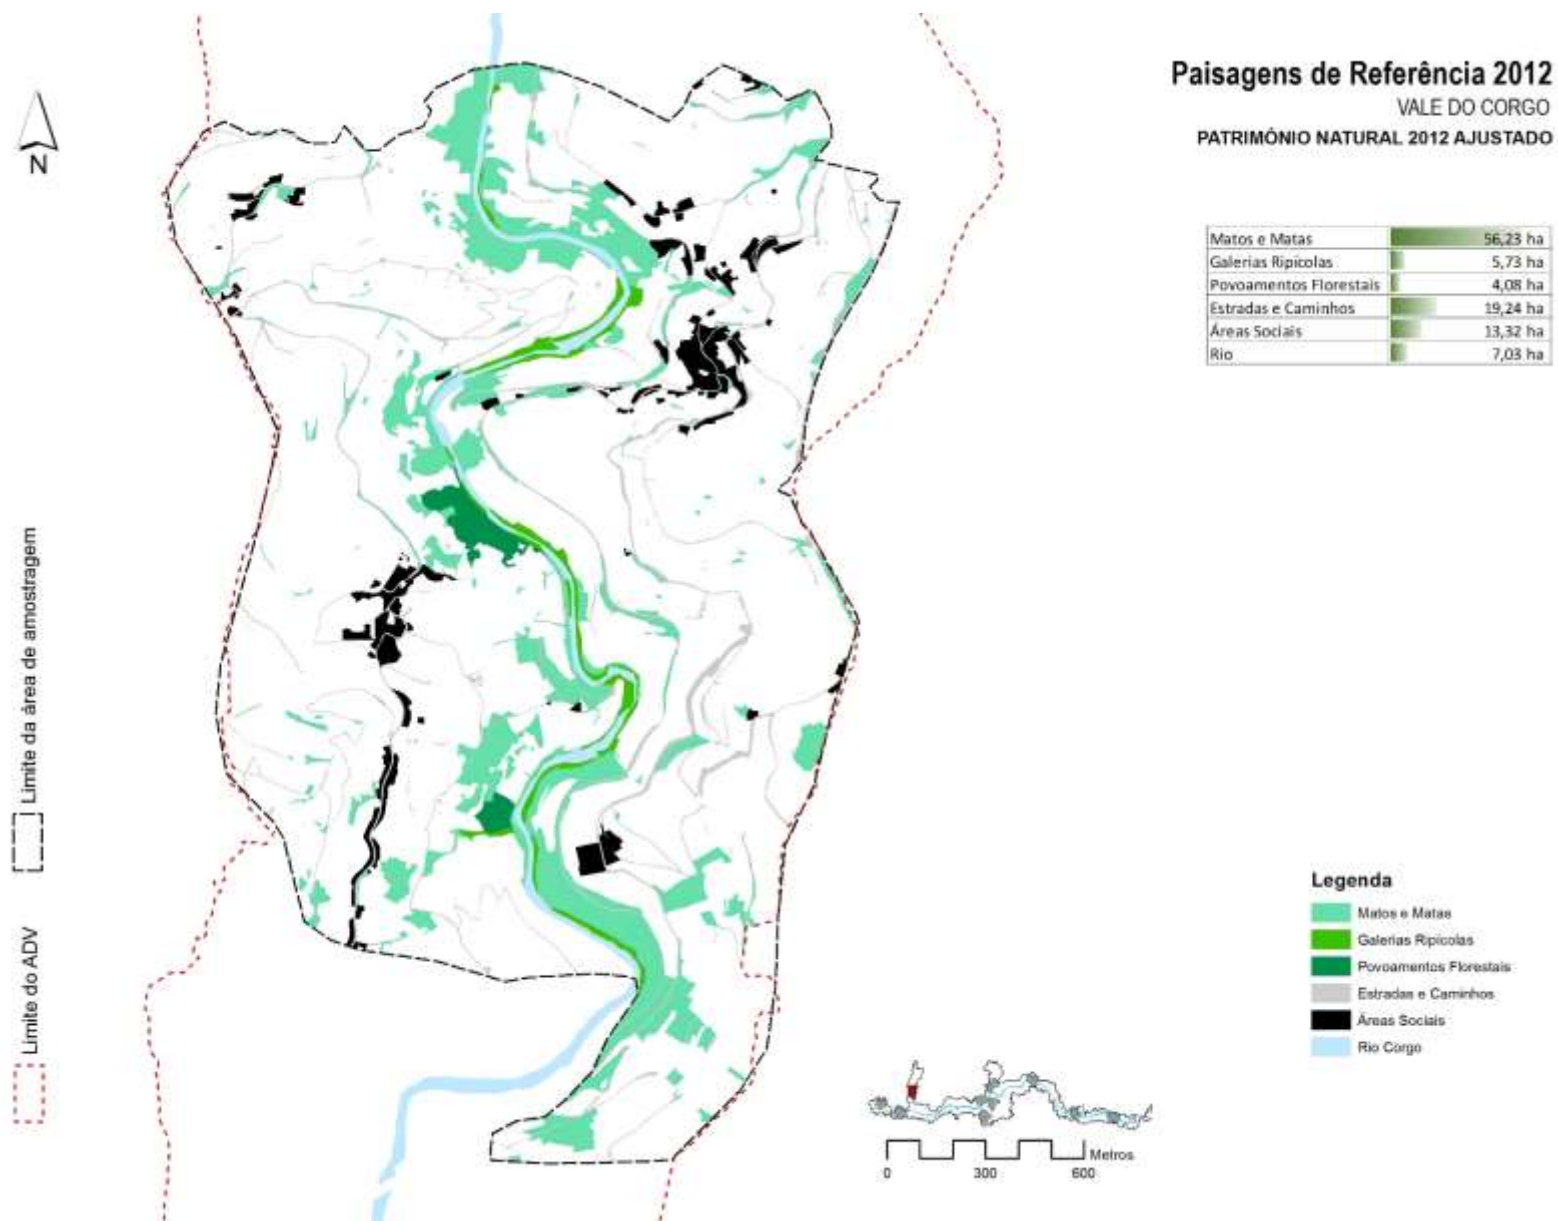 Paisagens de Referência 2012
VALE DO CORGO
PATRIMÓNIO NATURAL 2012 AJUSTADO
N
Matos e Matas 56,23 ha
Galerias Ripícolas 5,73 ha
Povoamentos Florestais 4,08 ha
Estradas e Caminhos 19,24 ha
Áreas Sociais 13,32 ha
Rio 7,03 ha
Limite da área de amostragem
Limite do ADV
Legenda
Matos e Matas
Galerias Ripícolas
Povoamentos Florestais
Estradas e Caminhos
Áreas Sociais
Rio Corgo
Metros
0 300 600